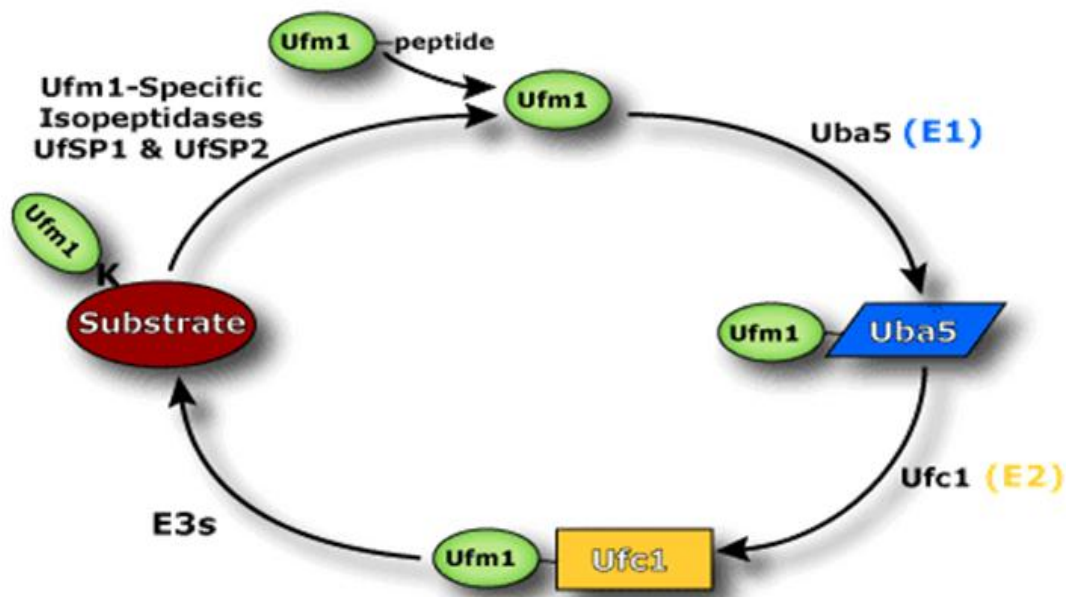 Ufm1 peptide
Ufm1-Specific
Isopeptidases
UfSP1 & UfSP2
Ufm1
Uba5 (E1)
Ufm1
K
Substrate
Ufm1
Uba5
Ufc1 (E2)
E3s
Ufm1
Ufc1